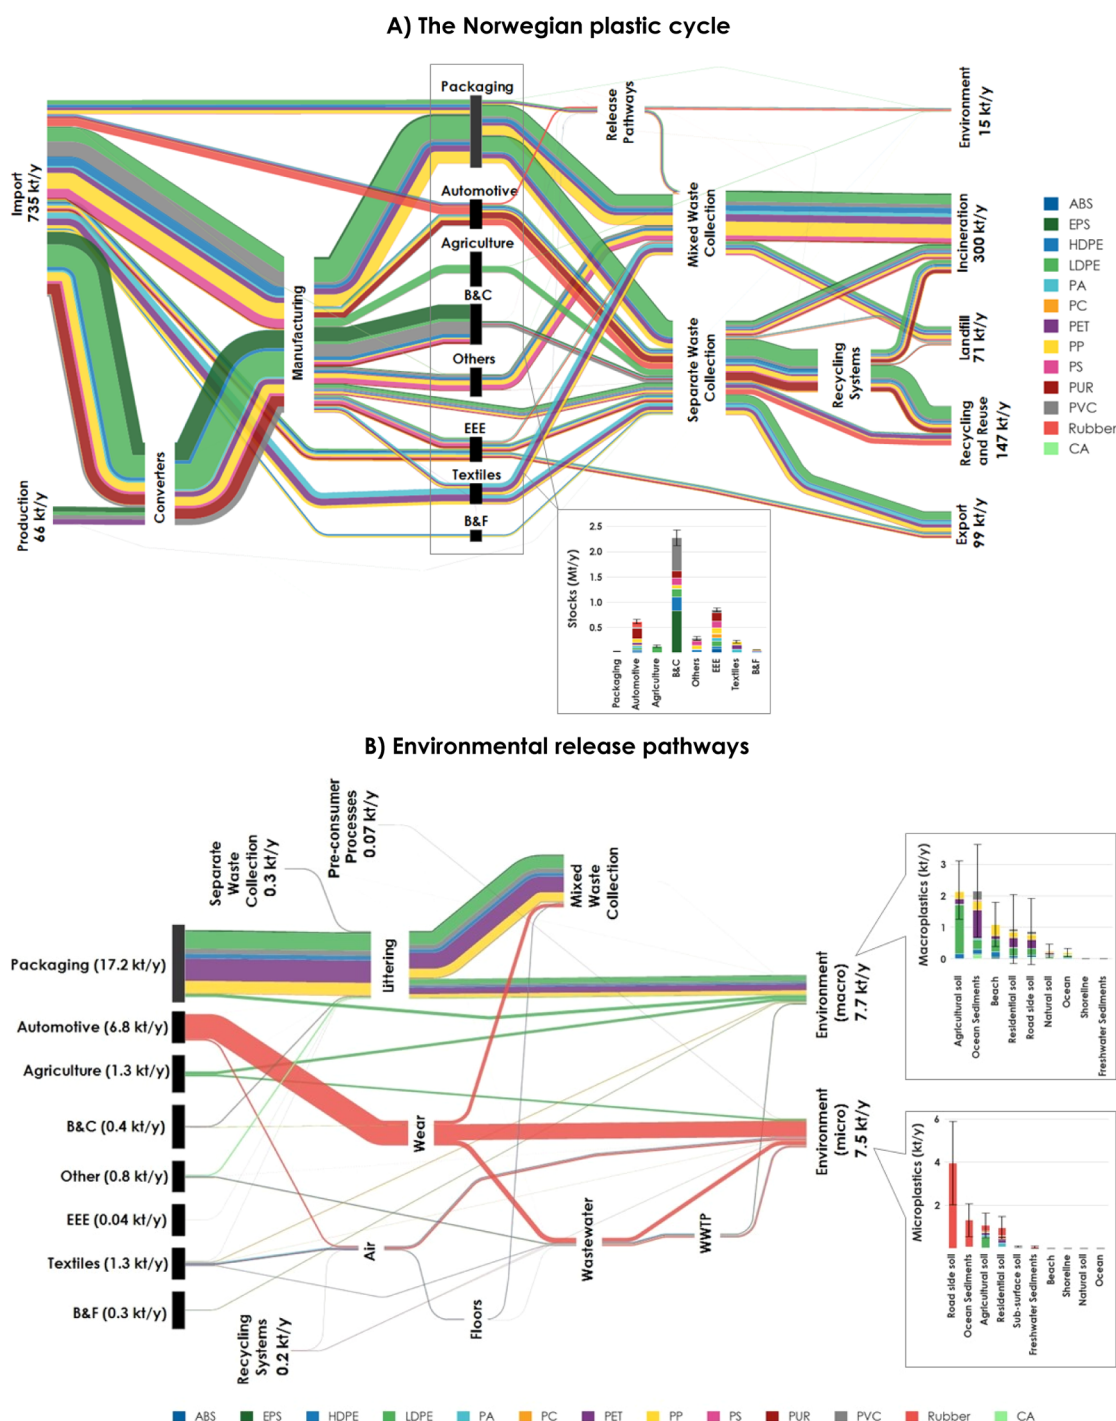 A) The Norwegian plastic cycle
Packaging
Automotive
Agriculture
B&C
Others
EEE
Textiles
B&F
Import
735 kt/y
Production
66 kt/y
Converters
Manufacturing
Release
Pathways
Mixed Waste
Collection
Separate Waste
Collection
Recycling
Systems
Environment
15 kt/y
Incineration
300 kt/y
Landfill
71 kt/y
Recycling
and Reuse
147 kt/y
Export
99 kt/y
ABS
EPS
HDPE
LDPE
PA
PC
PET
PP
PS
PUR
PVC
Rubber
CA
Stocks (Mt/y)
2.5
2.0
1.5
1.0
0.5
Packaging
Automotive
Agriculture
B&C
Others
EEE
Textiles
B&F
B) Environmental release pathways
Separate
Waste
Collection
0.3 kt/y
Pre-consumer
Processes
0.07 kt/y
Packaging (17.2 kt/y)
Automotive (6.8 kt/y)
Agriculture (1.3 kt/y)
B&C (0.4 kt/y)
Other (0.8 kt/y)
EEE (0.04 kt/y)
Textiles (1.3 kt/y)
B&F (0.3 kt/y)
Recycling
Systems
0.2 kt/y
Littering
Wear
Air
Floors
Mixed
Waste
Collection
Wastewater
WWTP
Environment
(macro)
7.7 kt/y
Environment
(micro)
7.5 kt/y
Macroplastics (kt/y)
3
2
1
0
Agricultural soil
Ocean Sediments
Beach
Residential soil
Road side soil
Natural soil
Ocean
Shoreline
Freshwater Sediments
Microplastics (kt/y)
6
4
2
Road side soil
Ocean Sediments
Agricultural soil
Residential soil
Sub-surface soil
Freshwater Sediments
Beach
Shoreline
Natural soil
Ocean
ABS EPS HDPE LDPE PA PC PET PP PS PUR PVC Rubber CA